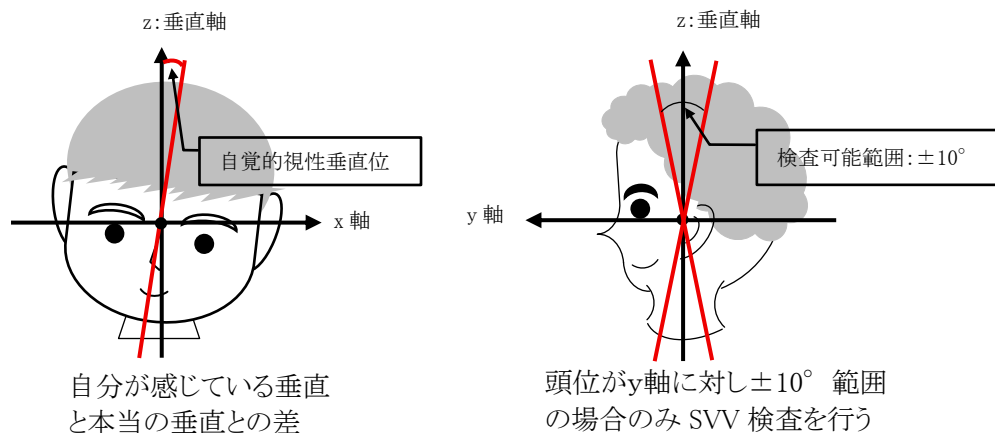 z:垂直軸
自覚的視性垂直位
x 軸
自分が感じている垂直
と本当の垂直との差
z:垂直軸
検査可能範囲:±10°
y 軸
頭位がy軸に対し±10° 範囲
の場合のみ SVV 検査を行う